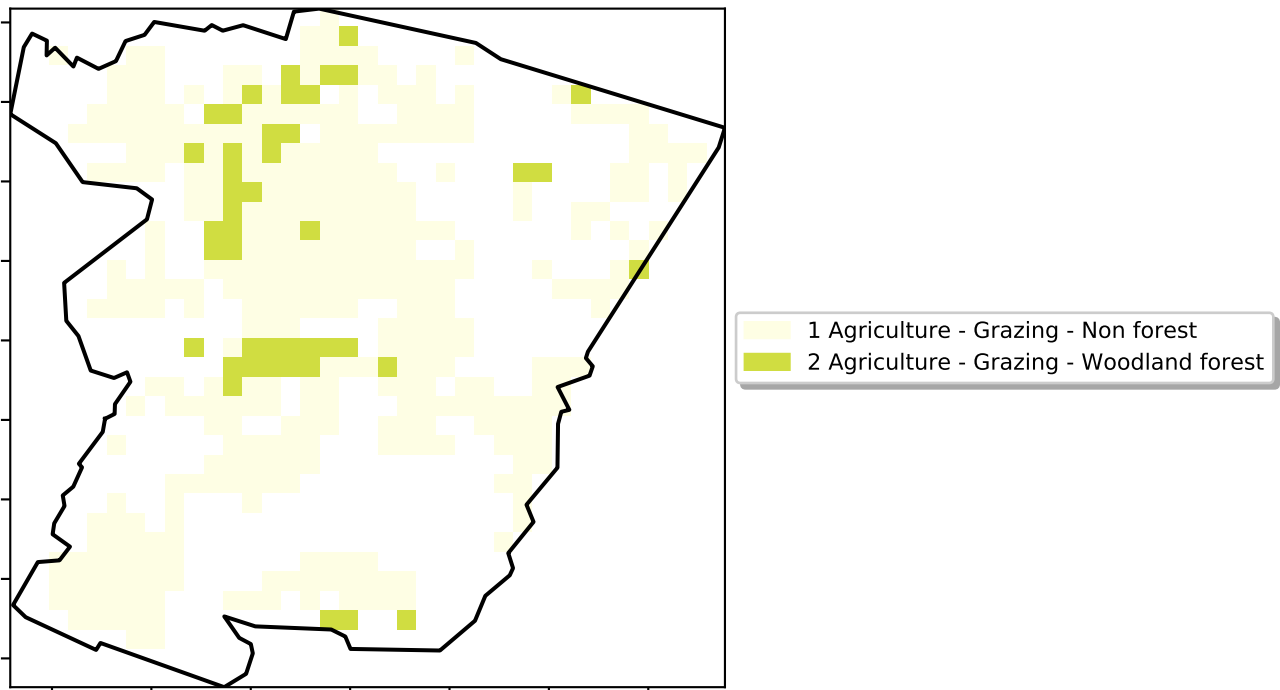 1 Agriculture - Grazing - Non forest
2 Agriculture - Grazing - Woodland forest